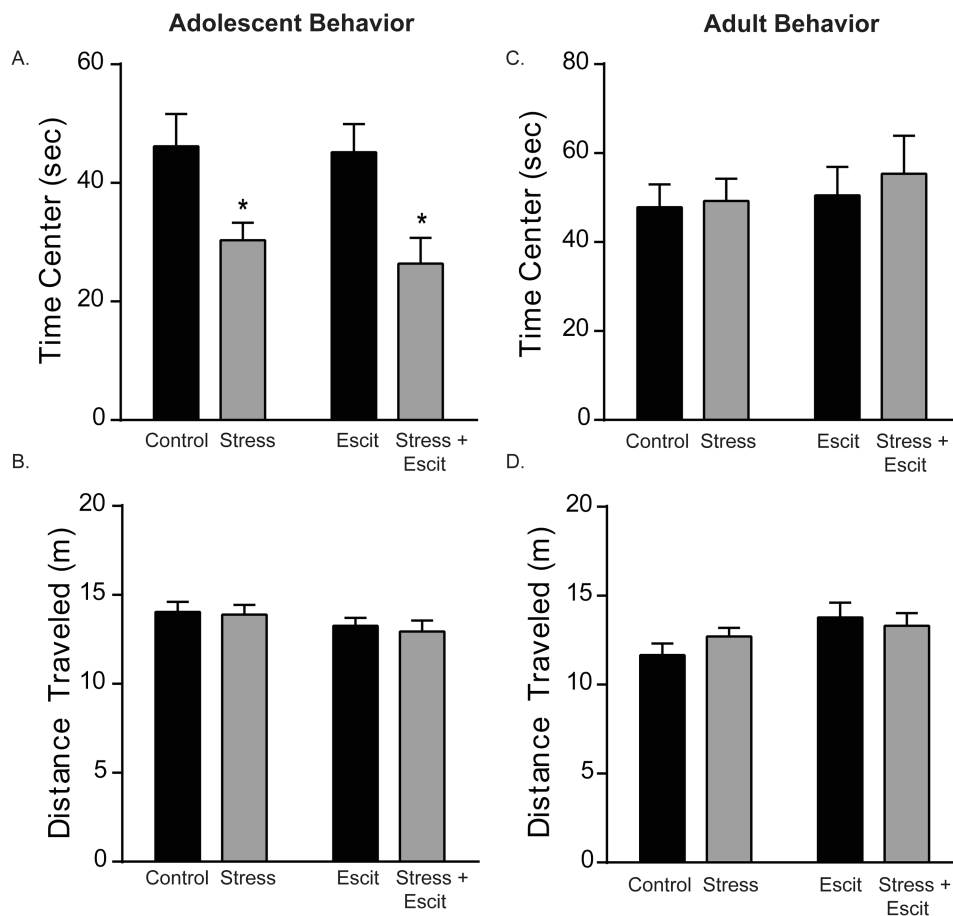 Adolescent Behavior
A.
60
40
20
0
Time Center (sec)
*
*
Control
Stress
Escit
Stress +
Escit
B.
20
15
10
5
0
Distance Traveled (m)
Control
Stress
Escit
Stress +
Escit
Adult Behavior
C.
80
60
40
20
0
Time Center (sec)
Control
Stress
Escit
Stress +
Escit
D.
20
15
10
5
0
Distance Traveled (m)
Control
Stress
Escit
Stress +
Escit